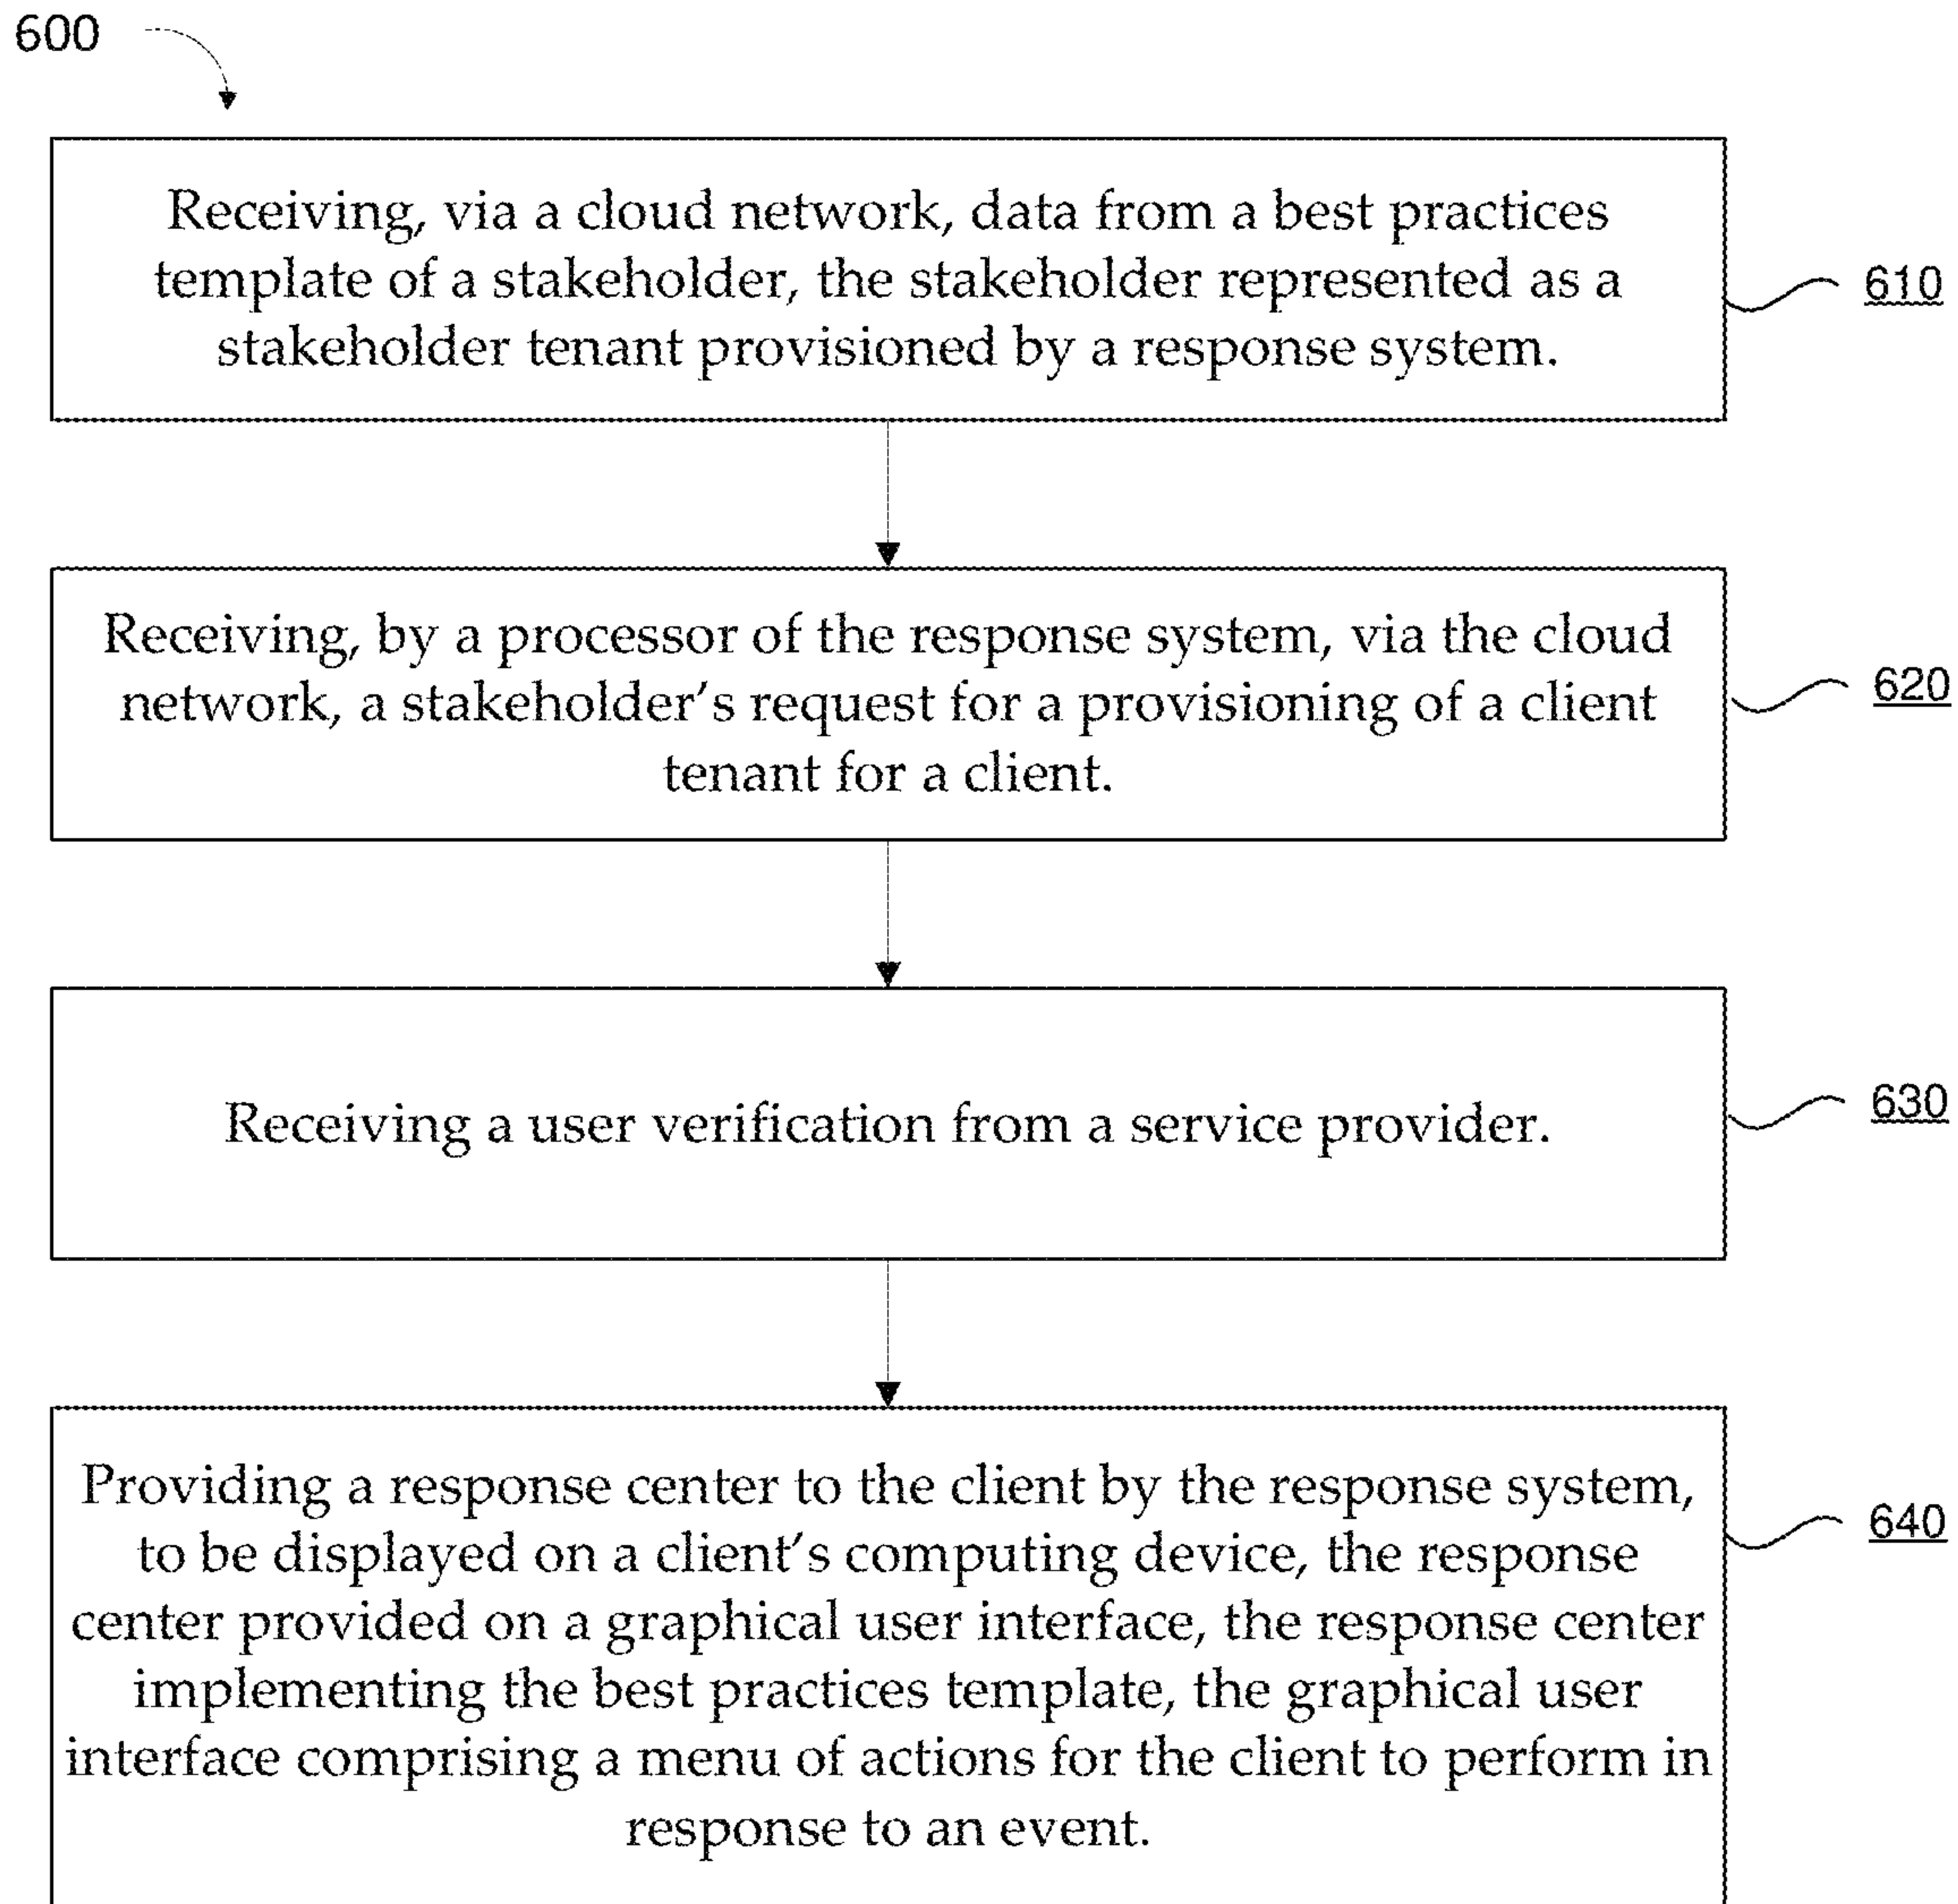 600
Receiving, via a cloud network, data from a best practices
template of a stakeholder, the stakeholder represented as a
stakeholder tenant provisioned by a response system.
610
Receiving, by a processor of the response system, via the cloud
network, a stakeholder's request for a provisioning of a client
tenant for a client.
620
Receiving a user verification from a service provider.
630
Providing a response center to the client by the response system,
to be displayed on a client's computing device, the response
center provided on a graphical user interface, the response center
implementing the best practices template, the graphical user
interface comprising a menu of actions for the client to perform in
response to an event.
640